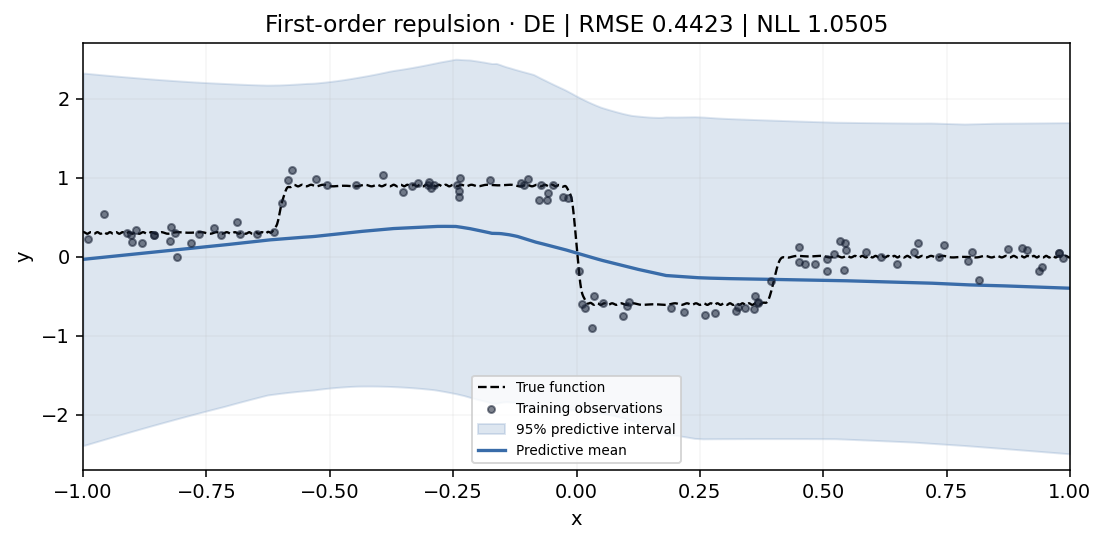 First-order repulsion · DE | RMSE 0.4423 | NLL 1.0505
y
2
1
0
−1
−2
True function
Training observations
95% predictive interval
Predictive mean
−1.00 −0.75 −0.50 −0.25 0.00 0.25 0.50 0.75 1.00
x